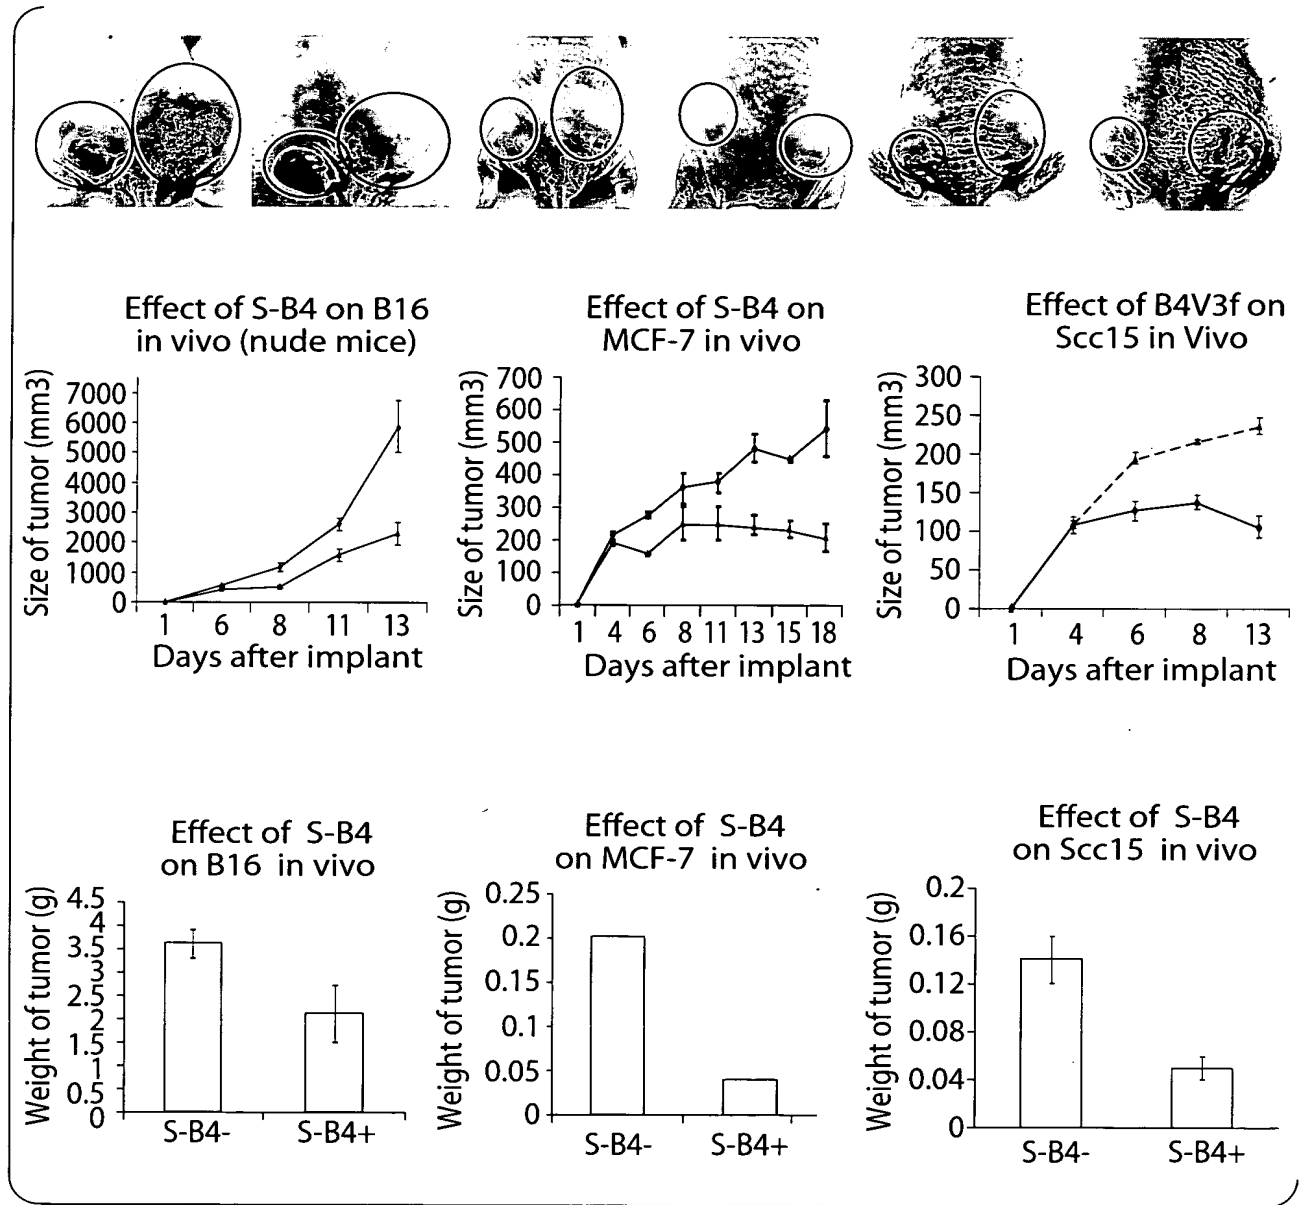 Effect of S-B4 on B16
in vivo (nude mice)
Size of tumor (mm3)
7000
6000
5000
4000
3000
2000
1000
0
1 6 8 11 13
Days after implant
Effect of S-B4 on
MCF-7 in vivo
Size of tumor (mm3)
700
600
500
400
300
200
100
0
1 4 6 8 11 13 15 18
Days after implant
Effect of B4V3f on
Scc15 in Vivo
Size of tumor (mm3)
300
250
200
150
100
50
0
1 4 6 8 13
Days after implant
Effect of S-B4
on B16 in vivo
Weight of tumor (g)
4.5
4
3.5
3
2.5
2
1.5
1
0.5
0
S-B4- S-B4+
Effect of S-B4
on MCF-7 in vivo
Weight of tumor (g)
0.25
0.2
0.15
0.1
0.05
0
S-B4- S-B4+
Effect of S-B4
on Scc15 in vivo
Weight of tumor (g)
0.2
0.16
0.12
0.08
0.04
0
S-B4- S-B4+